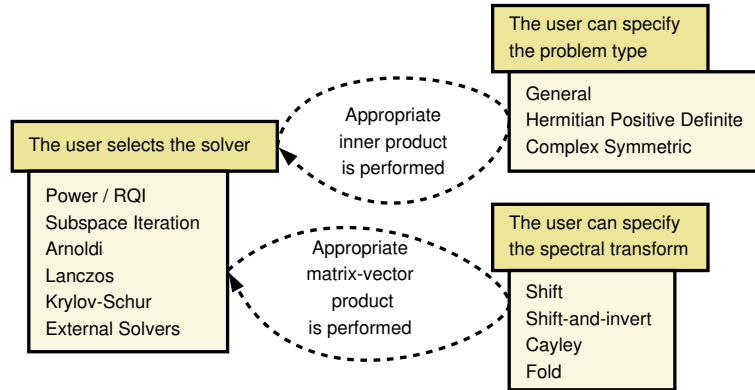 The user can specify
the problem type
General
Hermitian Positive Definite
Complex Symmetric
Appropriate
inner product
is performed
The user selects the solver
Power / RQI
Subspace Iteration
Arnoldi
Lanczos
Krylov-Schur
External Solvers
Appropriate
matrix-vector
product
is performed
The user can specify
the spectral transform
Shift
Shift-and-invert
Cayley
Fold